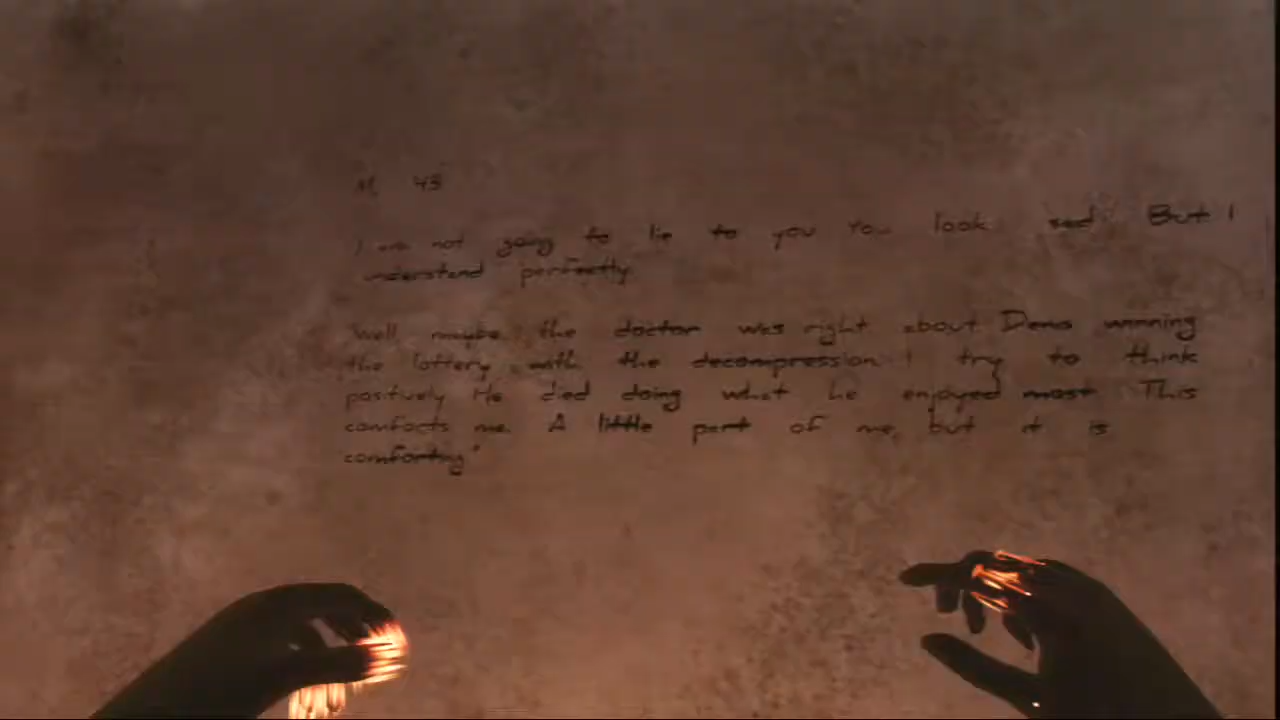 M, 45
I am not going to lie to you You look sad But I
understand perfectly
Well maybe the doctor was right about Denis winning
the lottery with the decompression I try to think
positively He died doing what he enjoyed most This
comforts me. A little part of me, but it is
comforting"